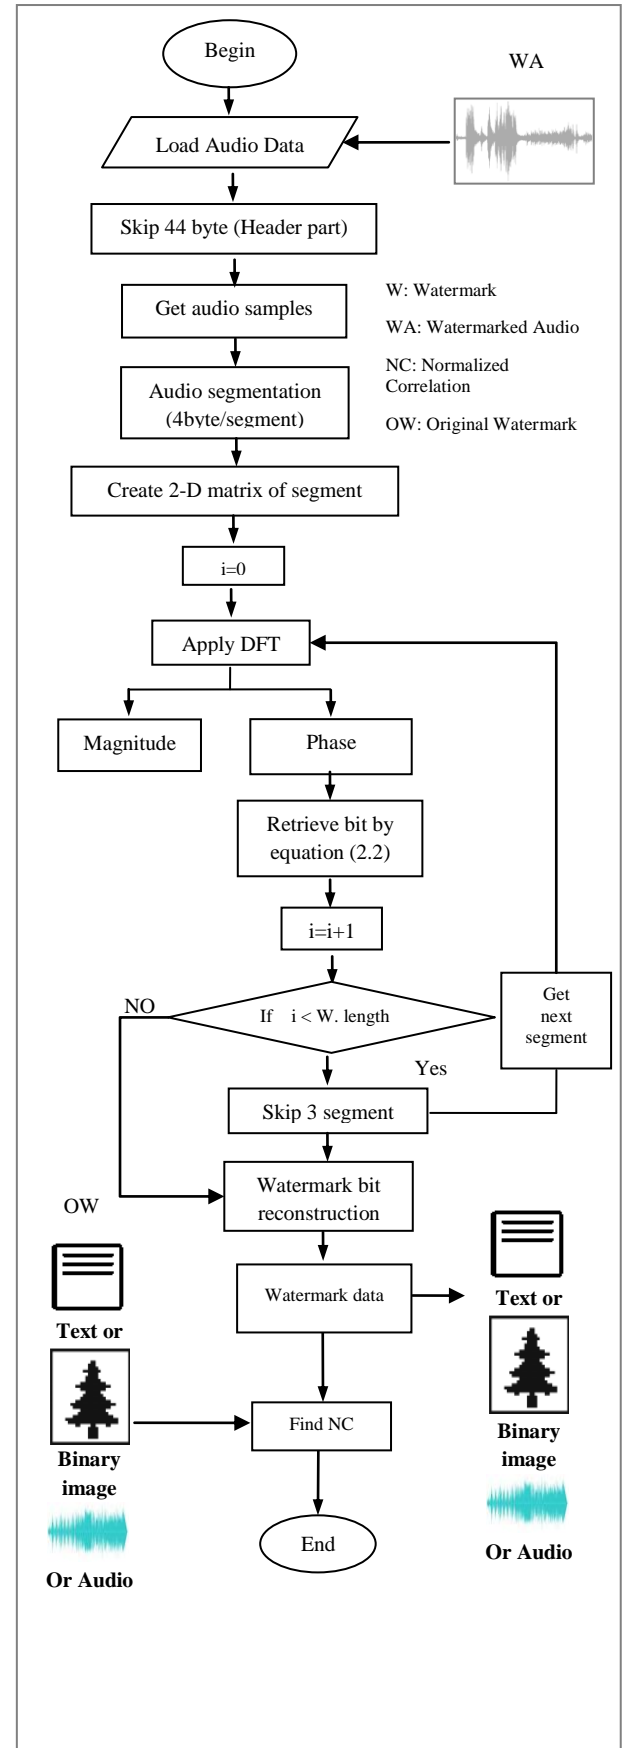 Begin
WA
Load Audio Data
Skip 44 byte (Header part)
Get audio samples
W: Watermark
WA: Watermarked Audio
NC: Normalized
Correlation
OW: Original Watermark
Audio segmentation
(4byte/segment)
Create 2-D matrix of segment
i=0
Apply DFT
Magnitude
Phase
Retrieve bit by
equation (2.2)
i=i+1
NO
If i < W. length
Get
next
segment
Yes
Skip 3 segment
Watermark bit
reconstruction
OW
Watermark data
Text or
Text or
Find NC
Binary
image
Binary
image
End
Or Audio
Or Audio